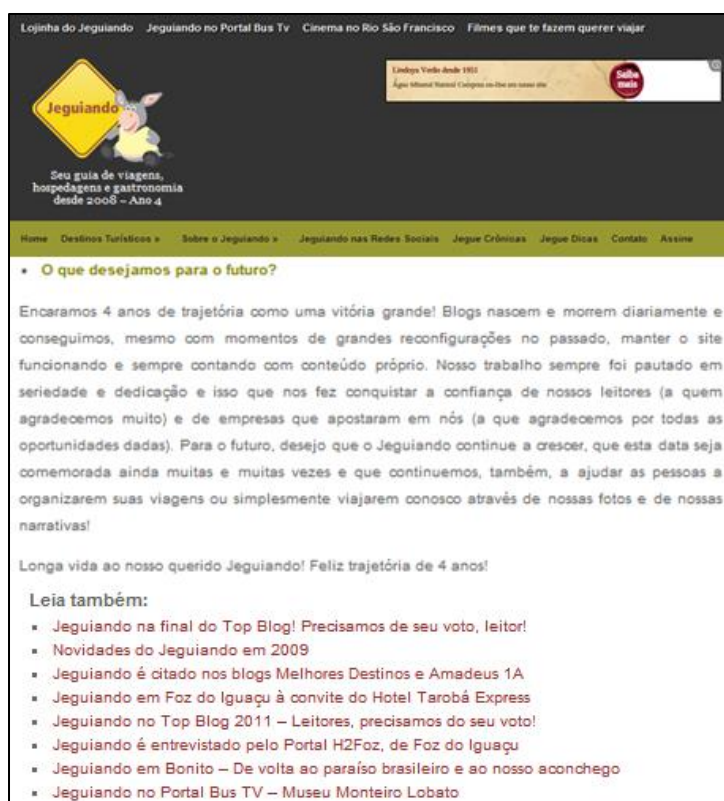 Lojinha do Jeguiando Jeguiando no Portal Bus Tv Cinema no Rio São Francisco Filmes que te fazem querer viajar
Lindoya Verão desde 1951
Saiba mais
Jeguiando
Seu guia de viagens,
hospedagens e gastronomia
desde 2008 – Ano 4
Home Destinos Turísticos » Sobre o Jeguiando » Jeguiando nas Redes Sociais Jegue Crônicas Jegue Dicas Contato Assine
• O que desejamos para o futuro?
Encaramos 4 anos de trajetória como uma vitória grande! Blogs nascem e morrem diariamente e
conseguimos, mesmo com momentos de grandes reconfigurações no passado, manter o site
funcionando e sempre contando com conteúdo próprio. Nosso trabalho sempre foi pautado em
seriedade e dedicação e isso que nos fez conquistar a confiança de nossos leitores (a quem
agradecemos muito) e de empresas que apostaram em nós (a que agradecemos por todas as
oportunidades dadas). Para o futuro, desejo que o Jeguiando continue a crescer, que esta data seja
comemorada ainda muitas e muitas vezes e que continuemos, também, a ajudar as pessoas a
organizarem suas viagens ou simplesmente viajarem conosco através de nossas fotos e de nossas
narrativas!
Longa vida ao nosso querido Jeguiando! Feliz trajetória de 4 anos!
Leia também:
▪ Jeguiando na final do Top Blog! Precisamos de seu voto, leitor!
▪ Novidades do Jeguiando em 2009
▪ Jeguiando é citado nos blogs Melhores Destinos e Amadeus 1A
▪ Jeguiando em Foz do Iguaçu à convite do Hotel Tarobá Express
▪ Jeguiando no Top Blog 2011 – Leitores, precisamos do seu voto!
▪ Jeguiando é entrevistado pelo Portal H2Foz, de Foz do Iguaçu
▪ Jeguiando em Bonito – De volta ao paraíso brasileiro e ao nosso aconchego
▪ Jeguiando no Portal Bus TV – Museu Monteiro Lobato